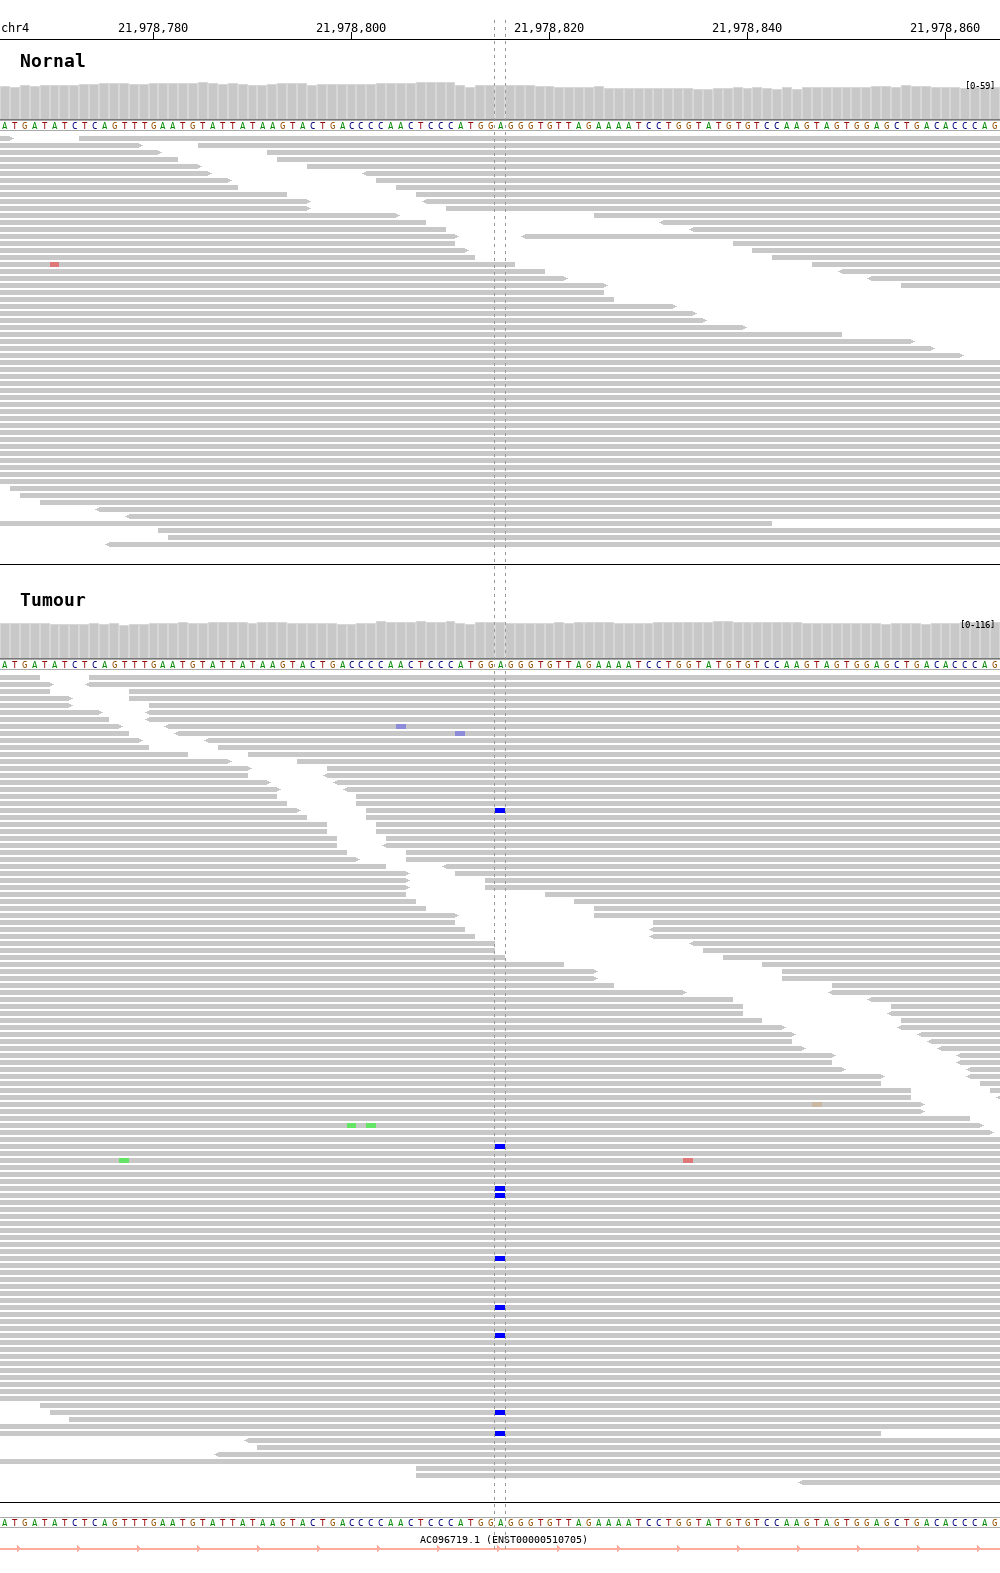 chr4 21,978,780 21,978,800 21,978,820 21,978,840 21,978,860
Nornal
[0-59]
ATGATATCTCAGTTTGAATGTATTATAAGTACTGACCCCAACTCCCATGGAGGGTGTTAGAAAATCCTGGTATGTGTCCAAGTAGTGGAGCTGACACCCAG
Tumour
[0-116]
ATGATATCTCAGTTTGAATGTATTATAAGTACTGACCCCAACTCCCATGGAGGGTGTTAGAAAATCCTGGTATGTGTCCAAGTAGTGGAGCTGACACCCAG
ATGATATCTCAGTTTGAATGTATTATAAGTACTGACCCCAACTCCCATGGAGGGTGTTAGAAAATCCTGGTATGTGTCCAAGTAGTGGAGCTGACACCCAG
AC096719.1 (ENST00000510705)